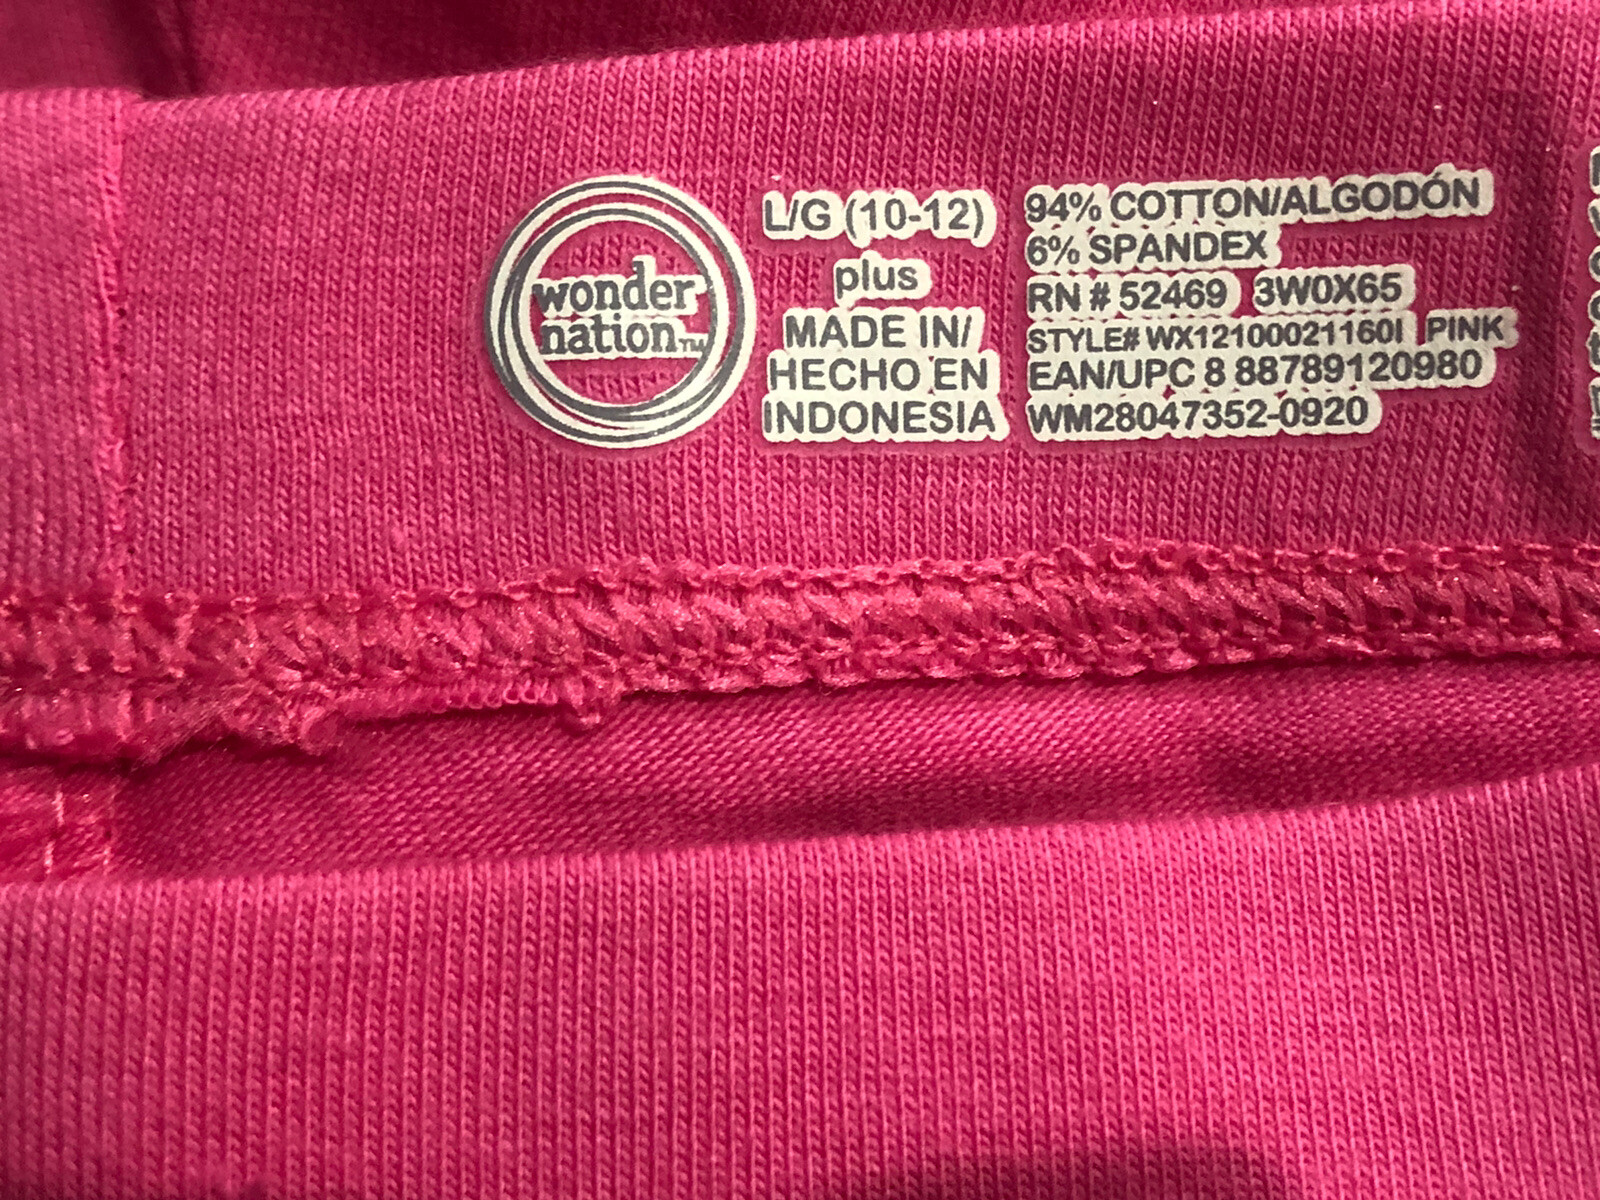 wonder
nation™
L/G (10-12)
plus
MADE IN/
HECHO EN
INDONESIA
94% COTTON/ALGODÓN
6% SPANDEX
RN # 52469 3W0X65
STYLE# WX12100021160I PINK
EAN/UPC 8 88789120980
WM28047352-0920